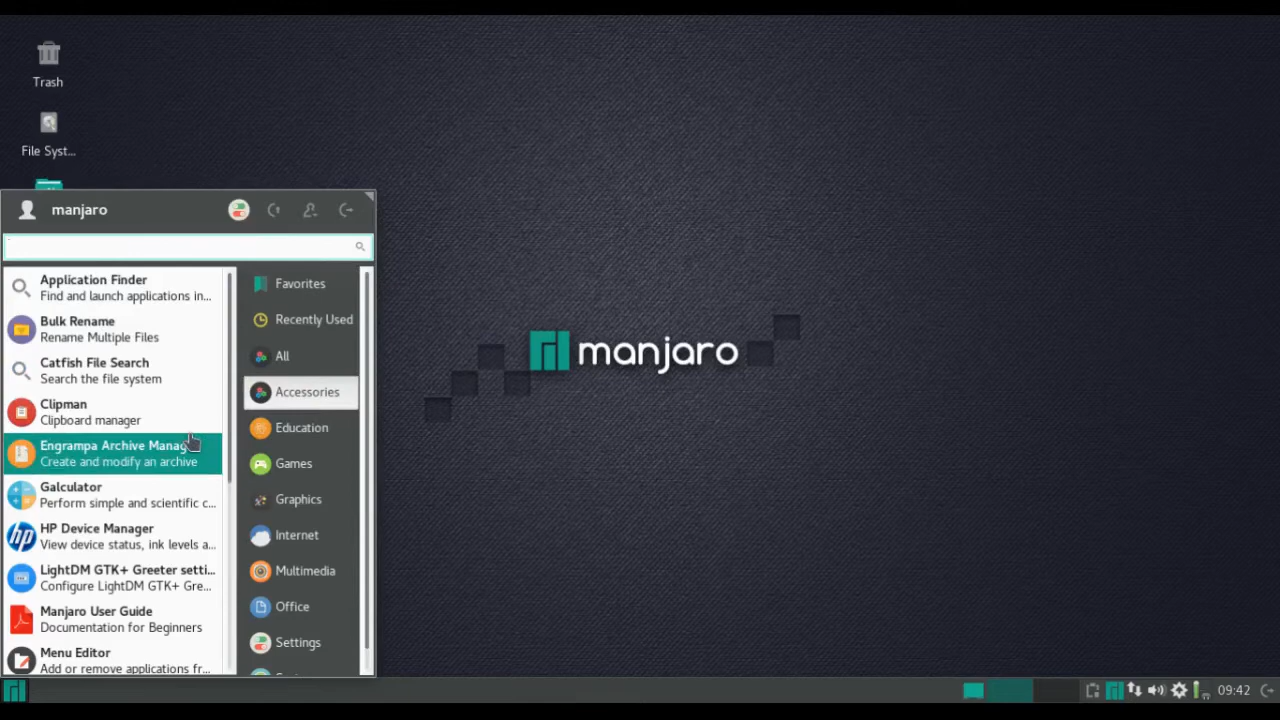 Trash
File Syst...
manjaro
Application Finder
Find and launch applications in...
Bulk Rename
Rename Multiple Files
Catfish File Search
Search the file system
Clipman
Clipboard manager
Engrampa Archive Manag
Create and modify an archive
Galculator
Perform simple and scientific c...
HP Device Manager
View device status, ink levels a...
LightDM GTK+ Greeter setti...
Configure LightDM GTK+ Gre...
Manjaro User Guide
Documentation for Beginners
Menu Editor
Add or remove applications fr...
Favorites
Recently Used
All
Accessories
Education
Games
Graphics
Internet
Multimedia
Office
Settings
manjaro
09:42